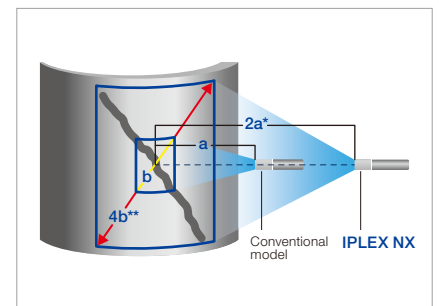 2a*
a
b
4b**
Conventional
model
IPLEX NX